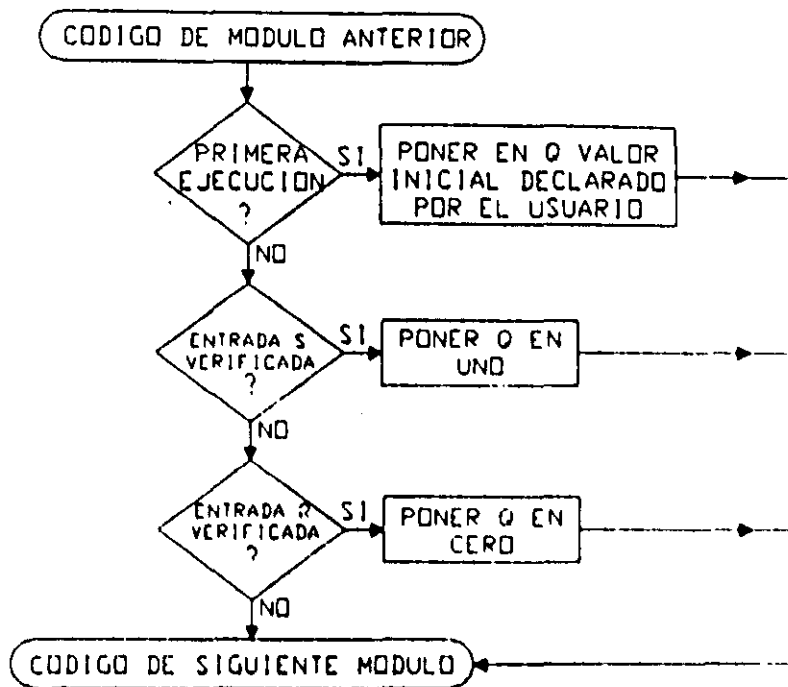 CODIGO DE MODULO ANTERIOR
PRIMERA
EJECUCION
?
SI
PONER EN Q VALOR
INICIAL DECLARADO
POR EL USUARIO
NO
ENTRADA S
VERIFICADA
?
SI
PONER Q EN
UNO
NO
ENTRADA R
VERIFICADA
?
SI
PONER Q EN
CERO
NO
CODIGO DE SIGUIENTE MODULO